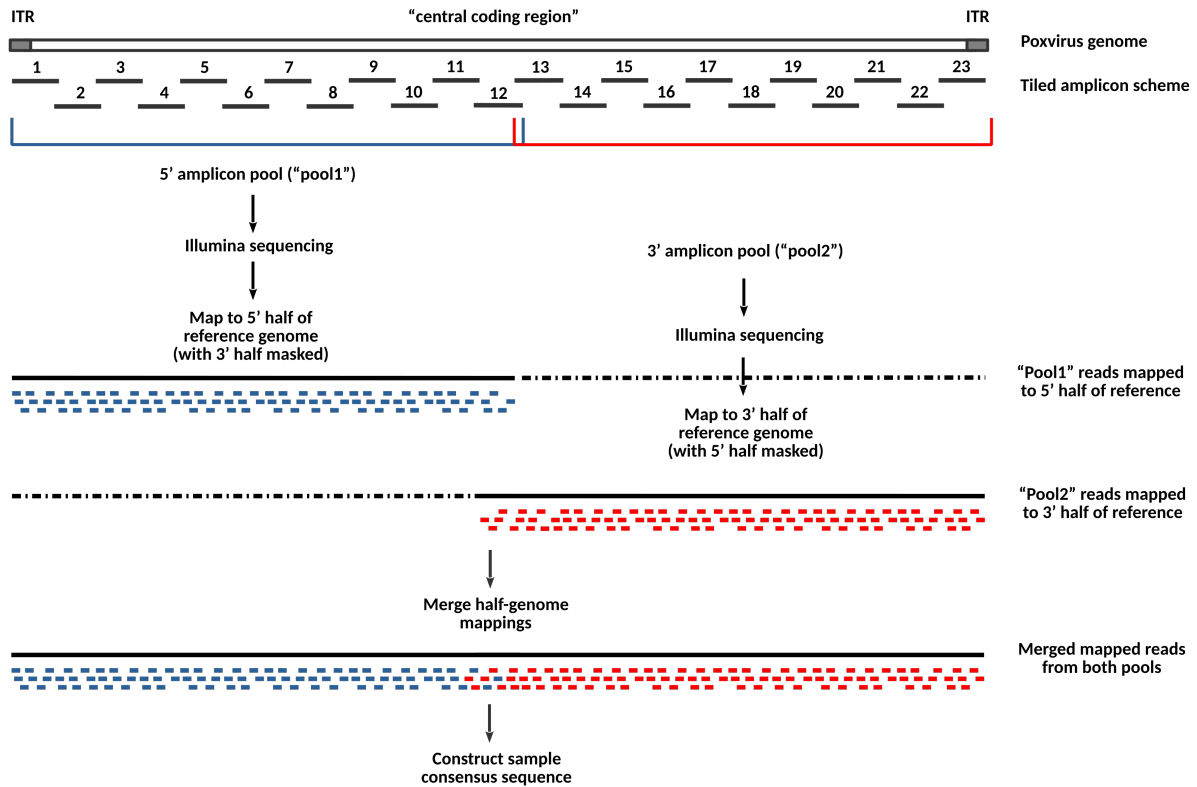 ITR
“central coding region”
ITR
Poxvirus genome
1
3
5
7
9
11
13
15
17
19
21
23
Tiled amplicon scheme
2
4
6
8
10
12
14
16
18
20
22
5’ amplicon pool (“pool1”)
Illumina sequencing
Map to 5’ half of
reference genome
(with 3’ half masked)
3’ amplicon pool (“pool2”)
Illumina sequencing
Map to 3’ half of
reference genome
(with 5’ half masked)
“Pool1” reads mapped
to 5’ half of reference
“Pool2” reads mapped
to 3’ half of reference
Merge half-genome
mappings
Merged mapped reads
from both pools
Construct sample
consensus sequence